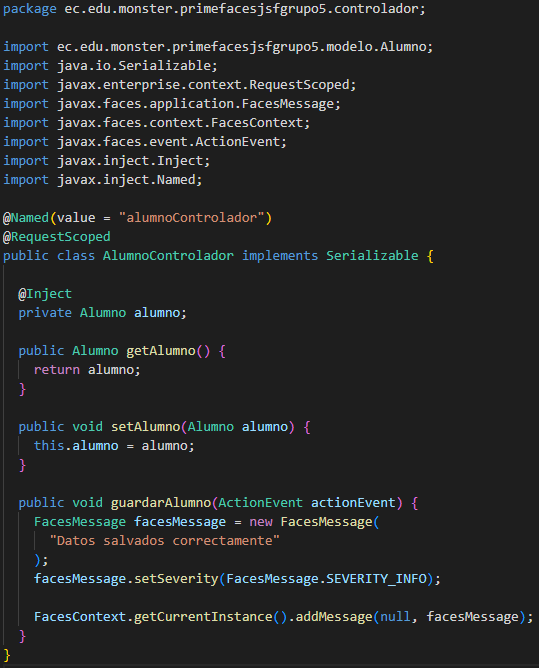 package ec.edu.monster.primefacesjsfgrupo5.controlador;
import ec.edu.monster.primefacesjsfgrupo5.modelo.Alumno;
import java.io.Serializable;
import javax.enterprise.context.RequestScoped;
import javax.faces.application.FacesMessage;
import javax.faces.context.FacesContext;
import javax.faces.event.ActionEvent;
import javax.inject.Inject;
import javax.inject.Named;
@Named(value = "alumnoControlador")
@RequestScoped
public class AlumnoControlador implements Serializable {
@Inject
private Alumno alumno;
public Alumno getAlumno() {
return alumno;
}
public void setAlumno(Alumno alumno) {
this.alumno = alumno;
}
public void guardarAlumno(ActionEvent actionEvent) {
FacesMessage facesMessage = new FacesMessage(
"Datos salvados correctamente"
);
facesMessage.setSeverity(FacesMessage.SEVERITY_INFO);
FacesContext.getCurrentInstance().addMessage(null, facesMessage);
}
}